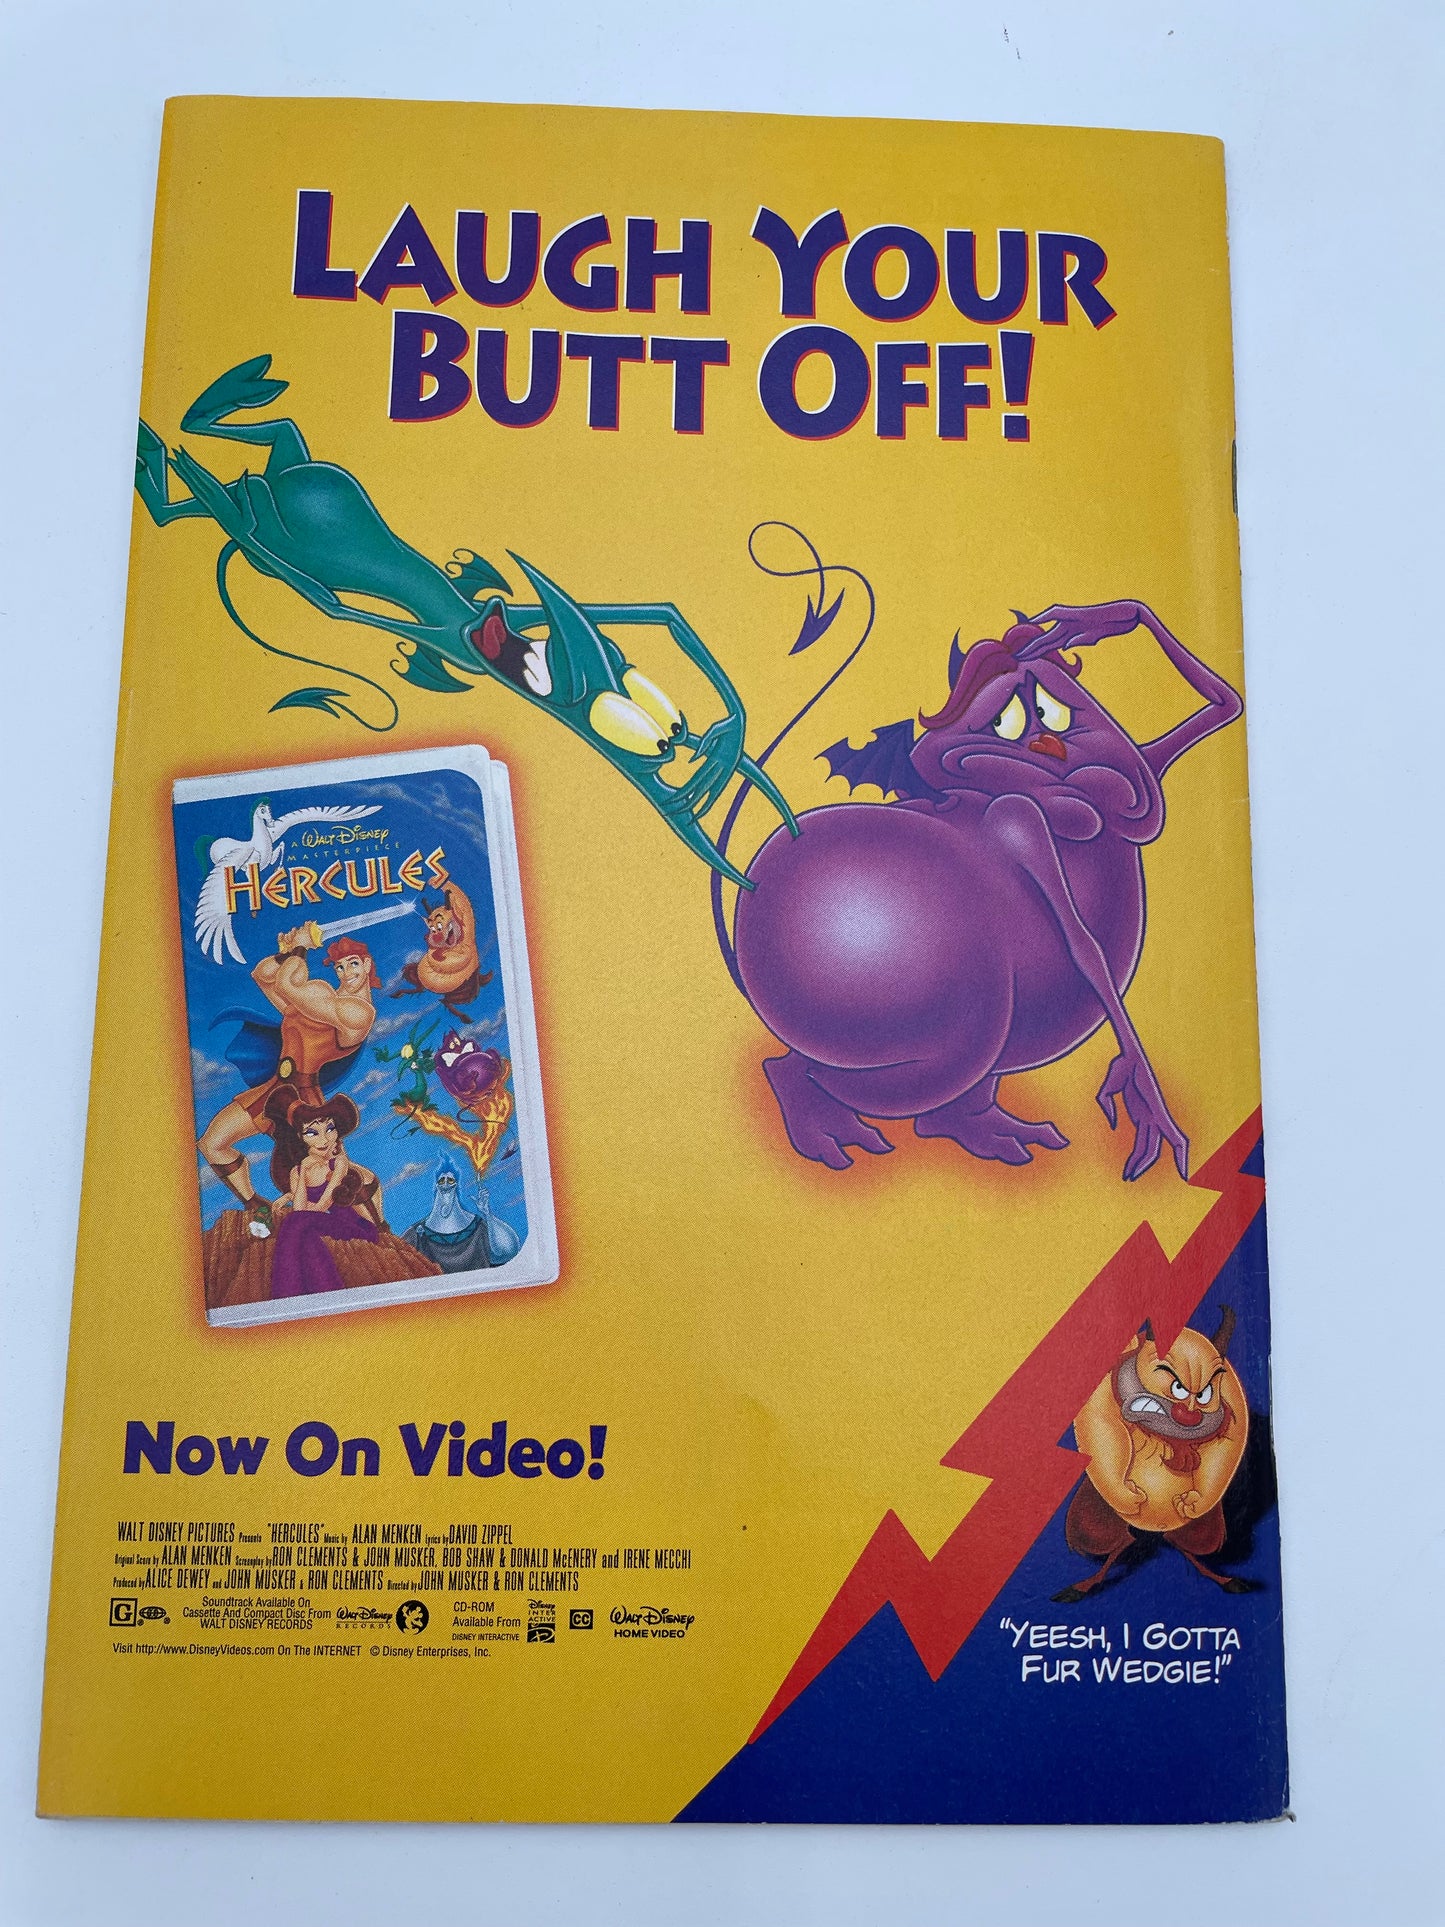 LAUGH YOUR
BUTT OFF!
A WALT DISNEY
MASTERPIECE
HERCULES
NOW ON VIDEO!
WALT DISNEY PICTURES Presents "HERCULES" Music by ALAN MENKEN Lyrics by DAVID ZIPPEL
Original Score by ALAN MENKEN Screenplay by RON CLEMENTS & JOHN MUSKER, BOB SHAW & DONALD McENERY and IRENE MECCHI
Produced by ALICE DEWEY and JOHN MUSKER & RON CLEMENTS Directed by JOHN MUSKER & RON CLEMENTS
G
Soundtrack Available On
Cassette And Compact Disc From
WALT DISNEY RECORDS
WALT DISNEY
RECORDS
CD-ROM
Available From
DISNEY INTERACTIVE
Disney
INTER
ACTIVE
CC
WALT DISNEY
HOME VIDEO
Visit http://www.DisneyVideos.com On The INTERNET © Disney Enterprises, Inc.
"YEESH, I GOTTA
FUR WEDGIE!"